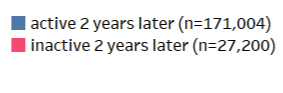 active 2 years later (n=171,004)
inactive 2 years later (n=27,200)